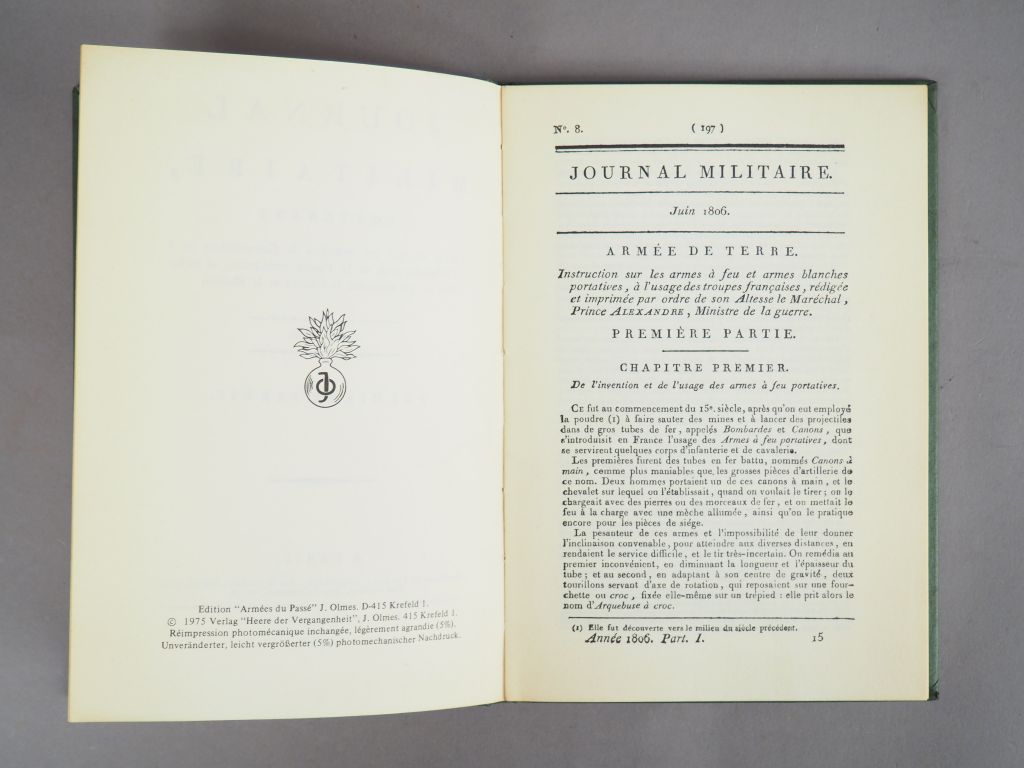 Edition "Armées du Passé" J. Olmes. D-415 Krefeld 1.
© 1975 Verlag "Heere der Vergangenheit", J. Olmes. 415 Krefeld 1.
Réimpression photomécanique inchangée, légèrement agrandie (5%).
Unveränderter, leicht vergrößerter (5%) photomechanischer Nachdruck.
Nº. 8. ( 197 )
JOURNAL MILITAIRE.
Juin 1806.
ARMÉE DE TERRE.
Instruction sur les armes à feu et armes blanches
portatives, à l'usage des troupes françaises, rédigée
et imprimée par ordre de son Altesse le Maréchal,
Prince ALEXANDRE, Ministre de la guerre.
PREMIÈRE PARTIE.
CHAPITRE PREMIER.
De l'invention et de l'usage des armes à feu portatives.
CE fut au commencement du 15e. siècle, après qu'on eut employé
la poudre (1) à faire sauter des mines et à lancer des projectiles
dans de gros tubes de fer, appelés Bombardes et Canons, que
s'introduisit en France l'usage des Armes à feu portatives, dont
se servirent quelques corps d'infanterie et de cavalerie.
Les premières furent des tubes en fer battu, nommés Canons à
main, comme plus maniables que les grosses pièces d'artillerie de
ce nom. Deux hommes portaient un de ces canons à main, et le
chevalet sur lequel on l'établissait, quand on voulait le tirer; on le
chargeait avec des pierres ou des morceaux de fer, et on mettait le
feu à la charge avec une mèche allumée, ainsi qu'on le pratique
encore pour les pièces de siége.
La pesanteur de ces armes et l'impossibilité de leur donner
l'inclinaison convenable, pour atteindre aux diverses distances, en
rendaient le service difficile, et le tir très-incertain. On remédia au
premier inconvénient, en diminuant la longueur et l'épaisseur du
tube; et au second, en adaptant à son centre de gravité, deux
tourillons servant d'axe de rotation, qui reposaient sur une four-
chette ou croc, fixée elle-même sur un trépied : elle prit alors le
nom d'Arquebuse à croc.
(1) Elle fut découverte vers le milieu du siècle précédent.
Année 1806. Part. I. 15